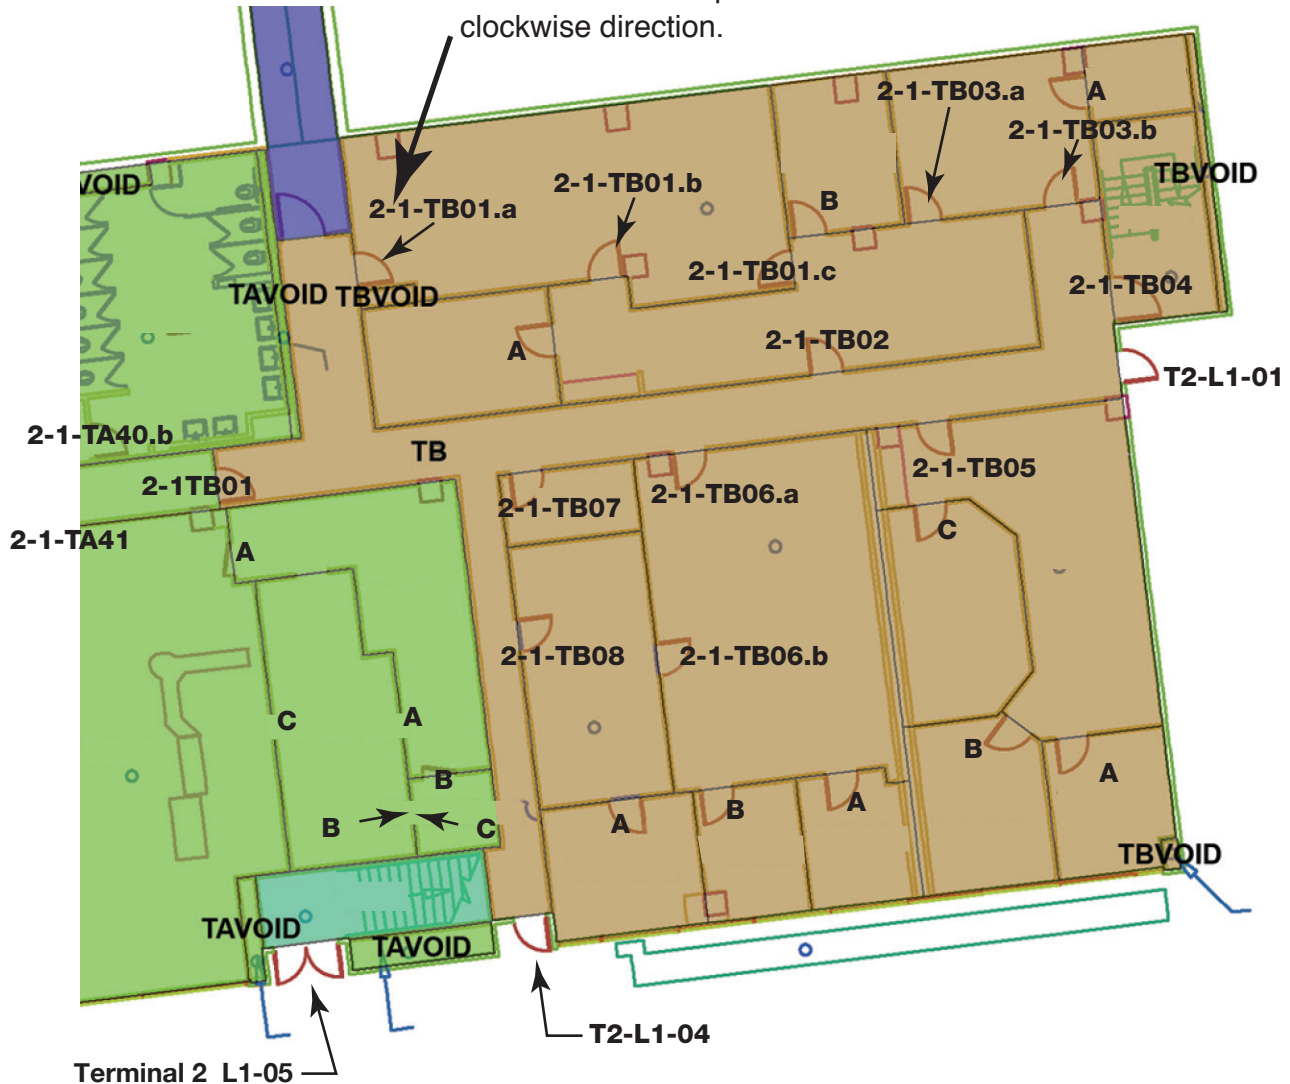 clockwise direction.
2-1-TB03.a
A
2-1-TB03.b
VOID
TBVOID
2-1-TB01.b
B
2-1-TB01.a
2-1-TB01.c
TAVOID
TBVOID
2-1-TB04
A
2-1-TB02
T2-L1-01
2-1-TA40.b
TB
2-1-TB05
2-1TB01
2-1-TB06.a
2-1-TB07
2-1-TA41
A
C
2-1-TB08
2-1-TB06.b
C
A
B
A
B
B
C
A
B
A
TBVOID
TAVOID
TAVOID
T2-L1-04
Terminal 2 L1-05